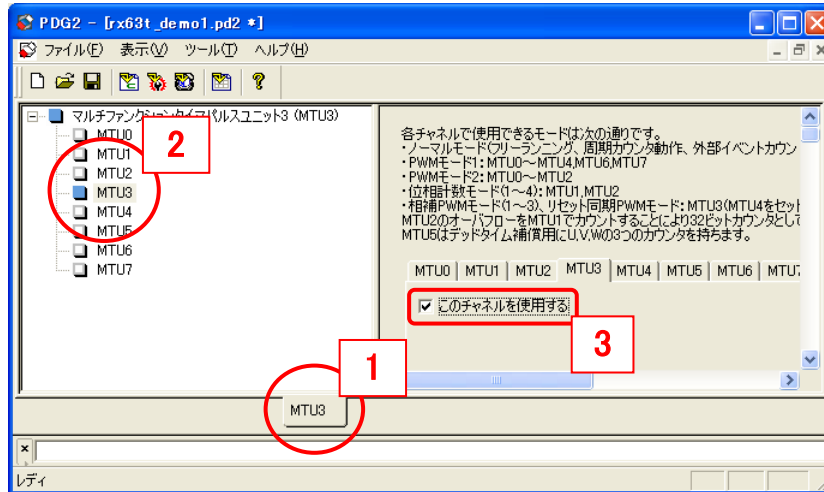 PDG2 - [rx63t_demo1.pd2 *]
ファイル(F) 表示(V) ツール(T) ヘルプ(H)
マルチファンクションタイマパルスユニット3 (MTU3)
MTU0
MTU1
MTU2
MTU3
MTU4
MTU5
MTU6
MTU7
2
各チャネルで使用できるモードは次の通りです。
・ノーマルモード(フリーランニング、周期カウンタ動作、外部イベントカウン
・PWMモード1: MTU0～MTU4,MTU6,MTU7
・PWMモード2: MTU0～MTU2
・位相計数モード(1～4): MTU1,MTU2
・相補PWMモード(1～3)、リセット同期PWMモード: MTU3(MTU4をセット
MTU2のオーバフローをMTU1でカウントすることにより32ビットカウンタとして
MTU5はデッドタイム補償用にU,V,Wの3つのカウンタを持ちます。
MTU0 MTU1 MTU2 MTU3 MTU4 MTU5 MTU6 MTU7
このチャネルを使用する
3
1
MTU3
レディ